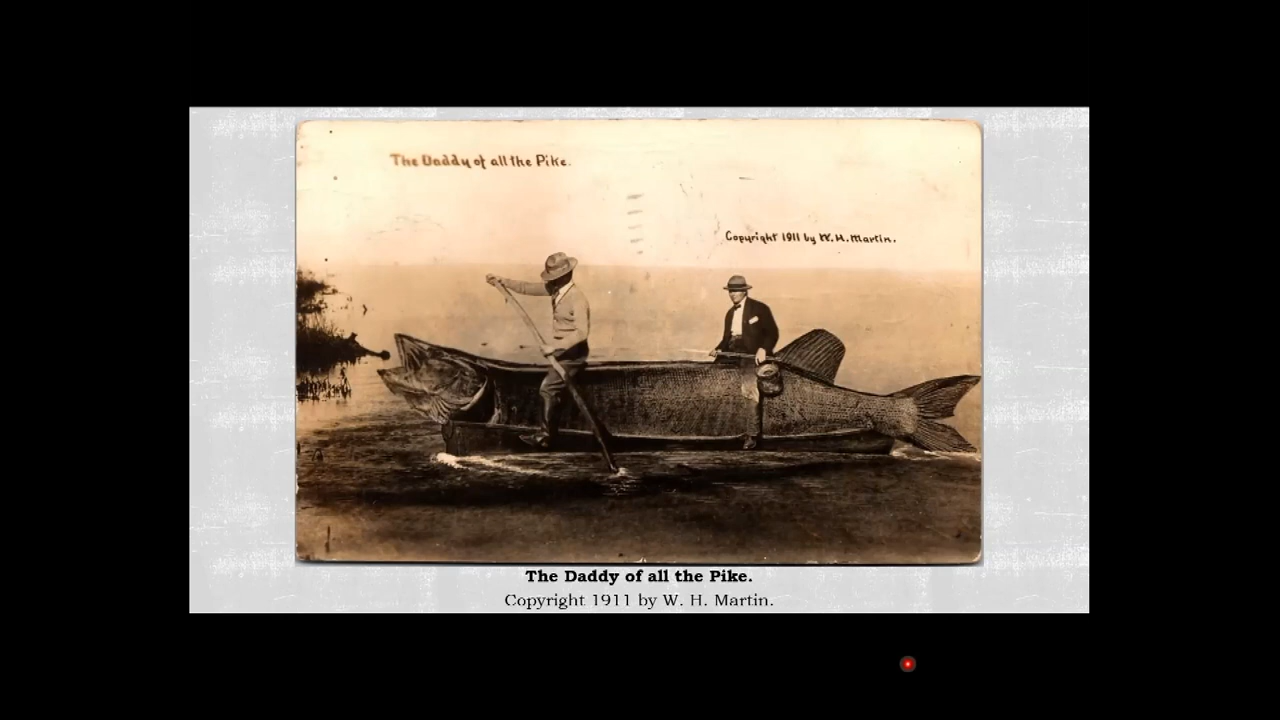 The Daddy of all the Pike.
Copyright 1911 by W. H. Martin.
The Daddy of all the Pike.
Copyright 1911 by W. H. Martin.